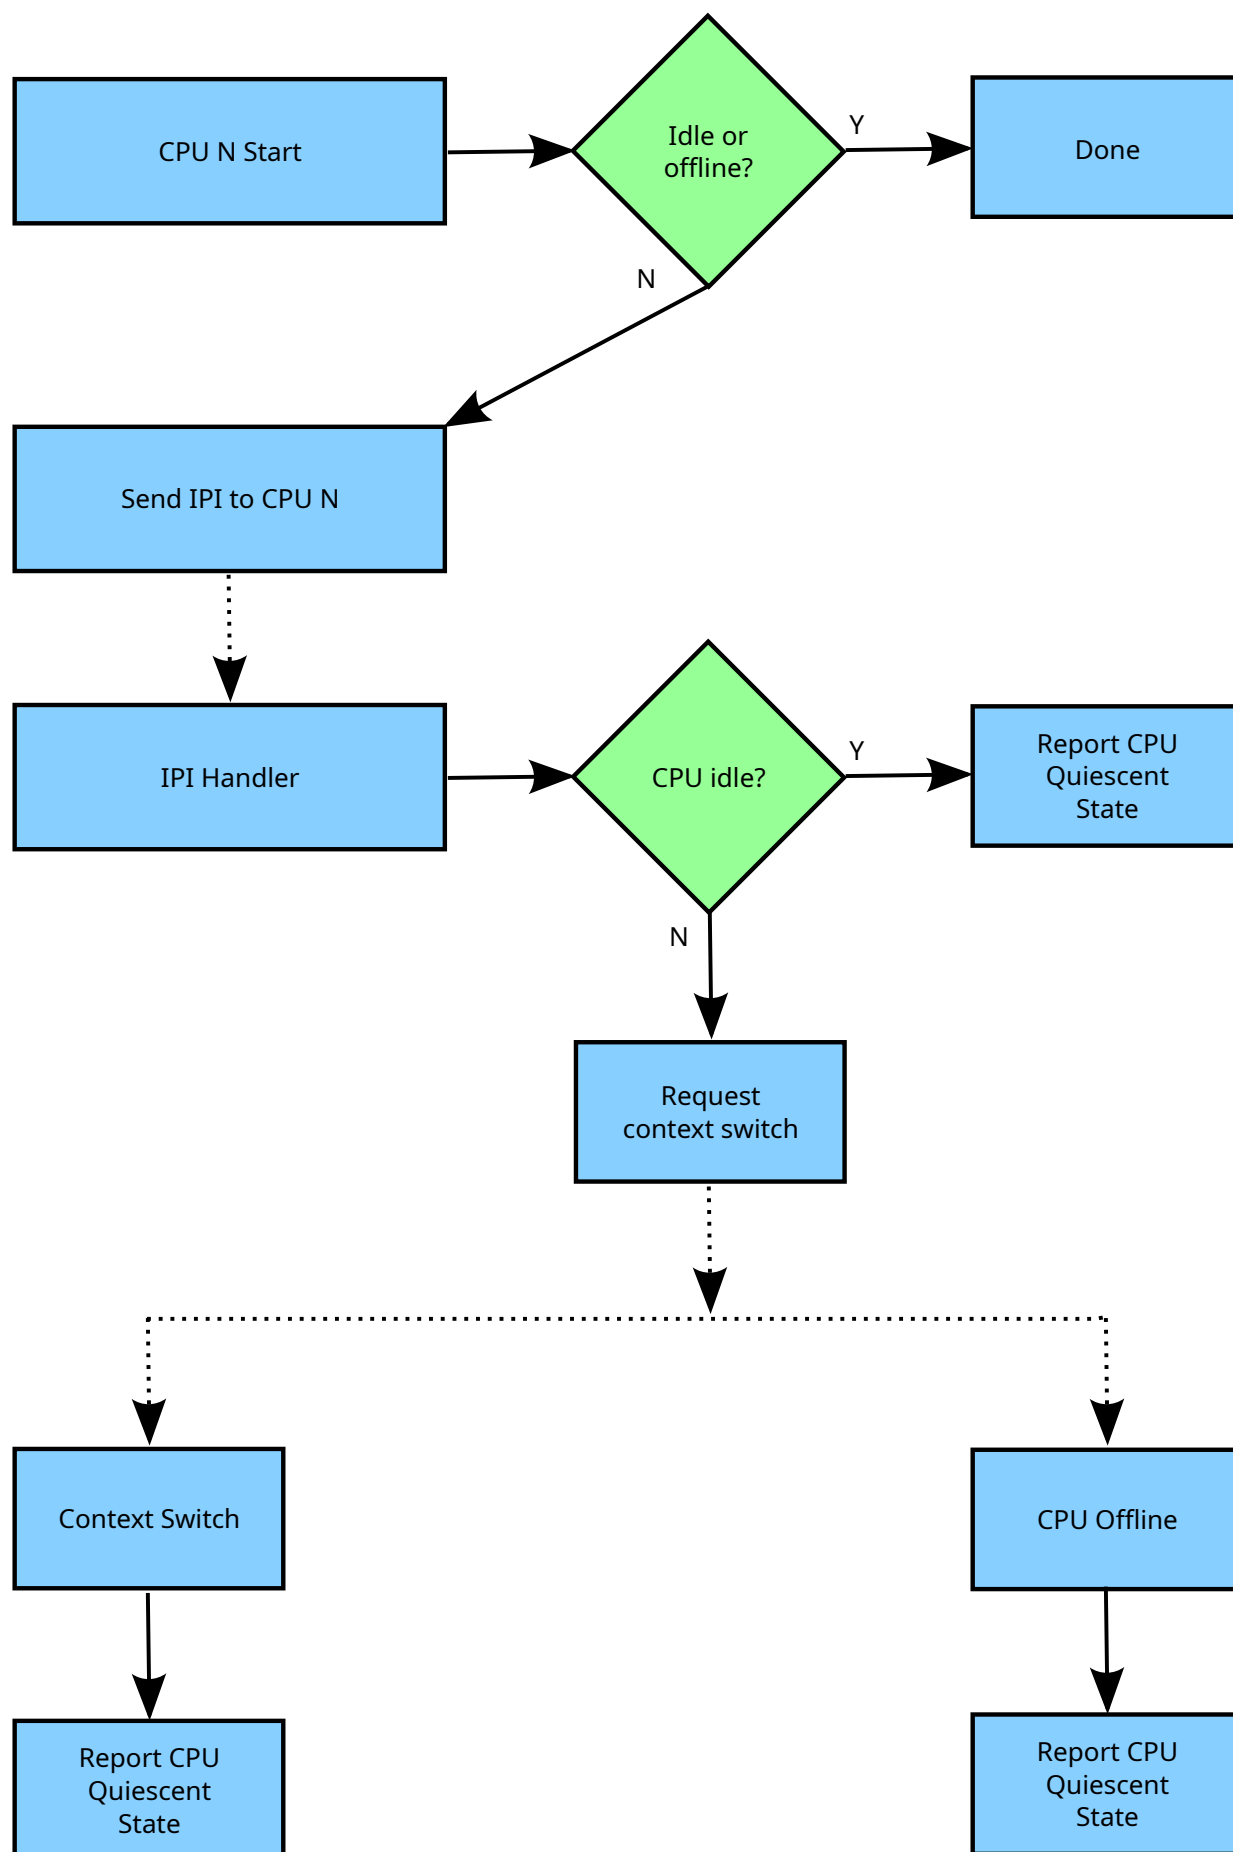 CPU N Start
Idle or
offline?
Y
Done
N
Send IPI to CPU N
IPI Handler
CPU idle?
Y
Report CPU
Quiescent
State
N
Request
context switch
Context Switch
CPU Offline
Report CPU
Quiescent
State
Report CPU
Quiescent
State